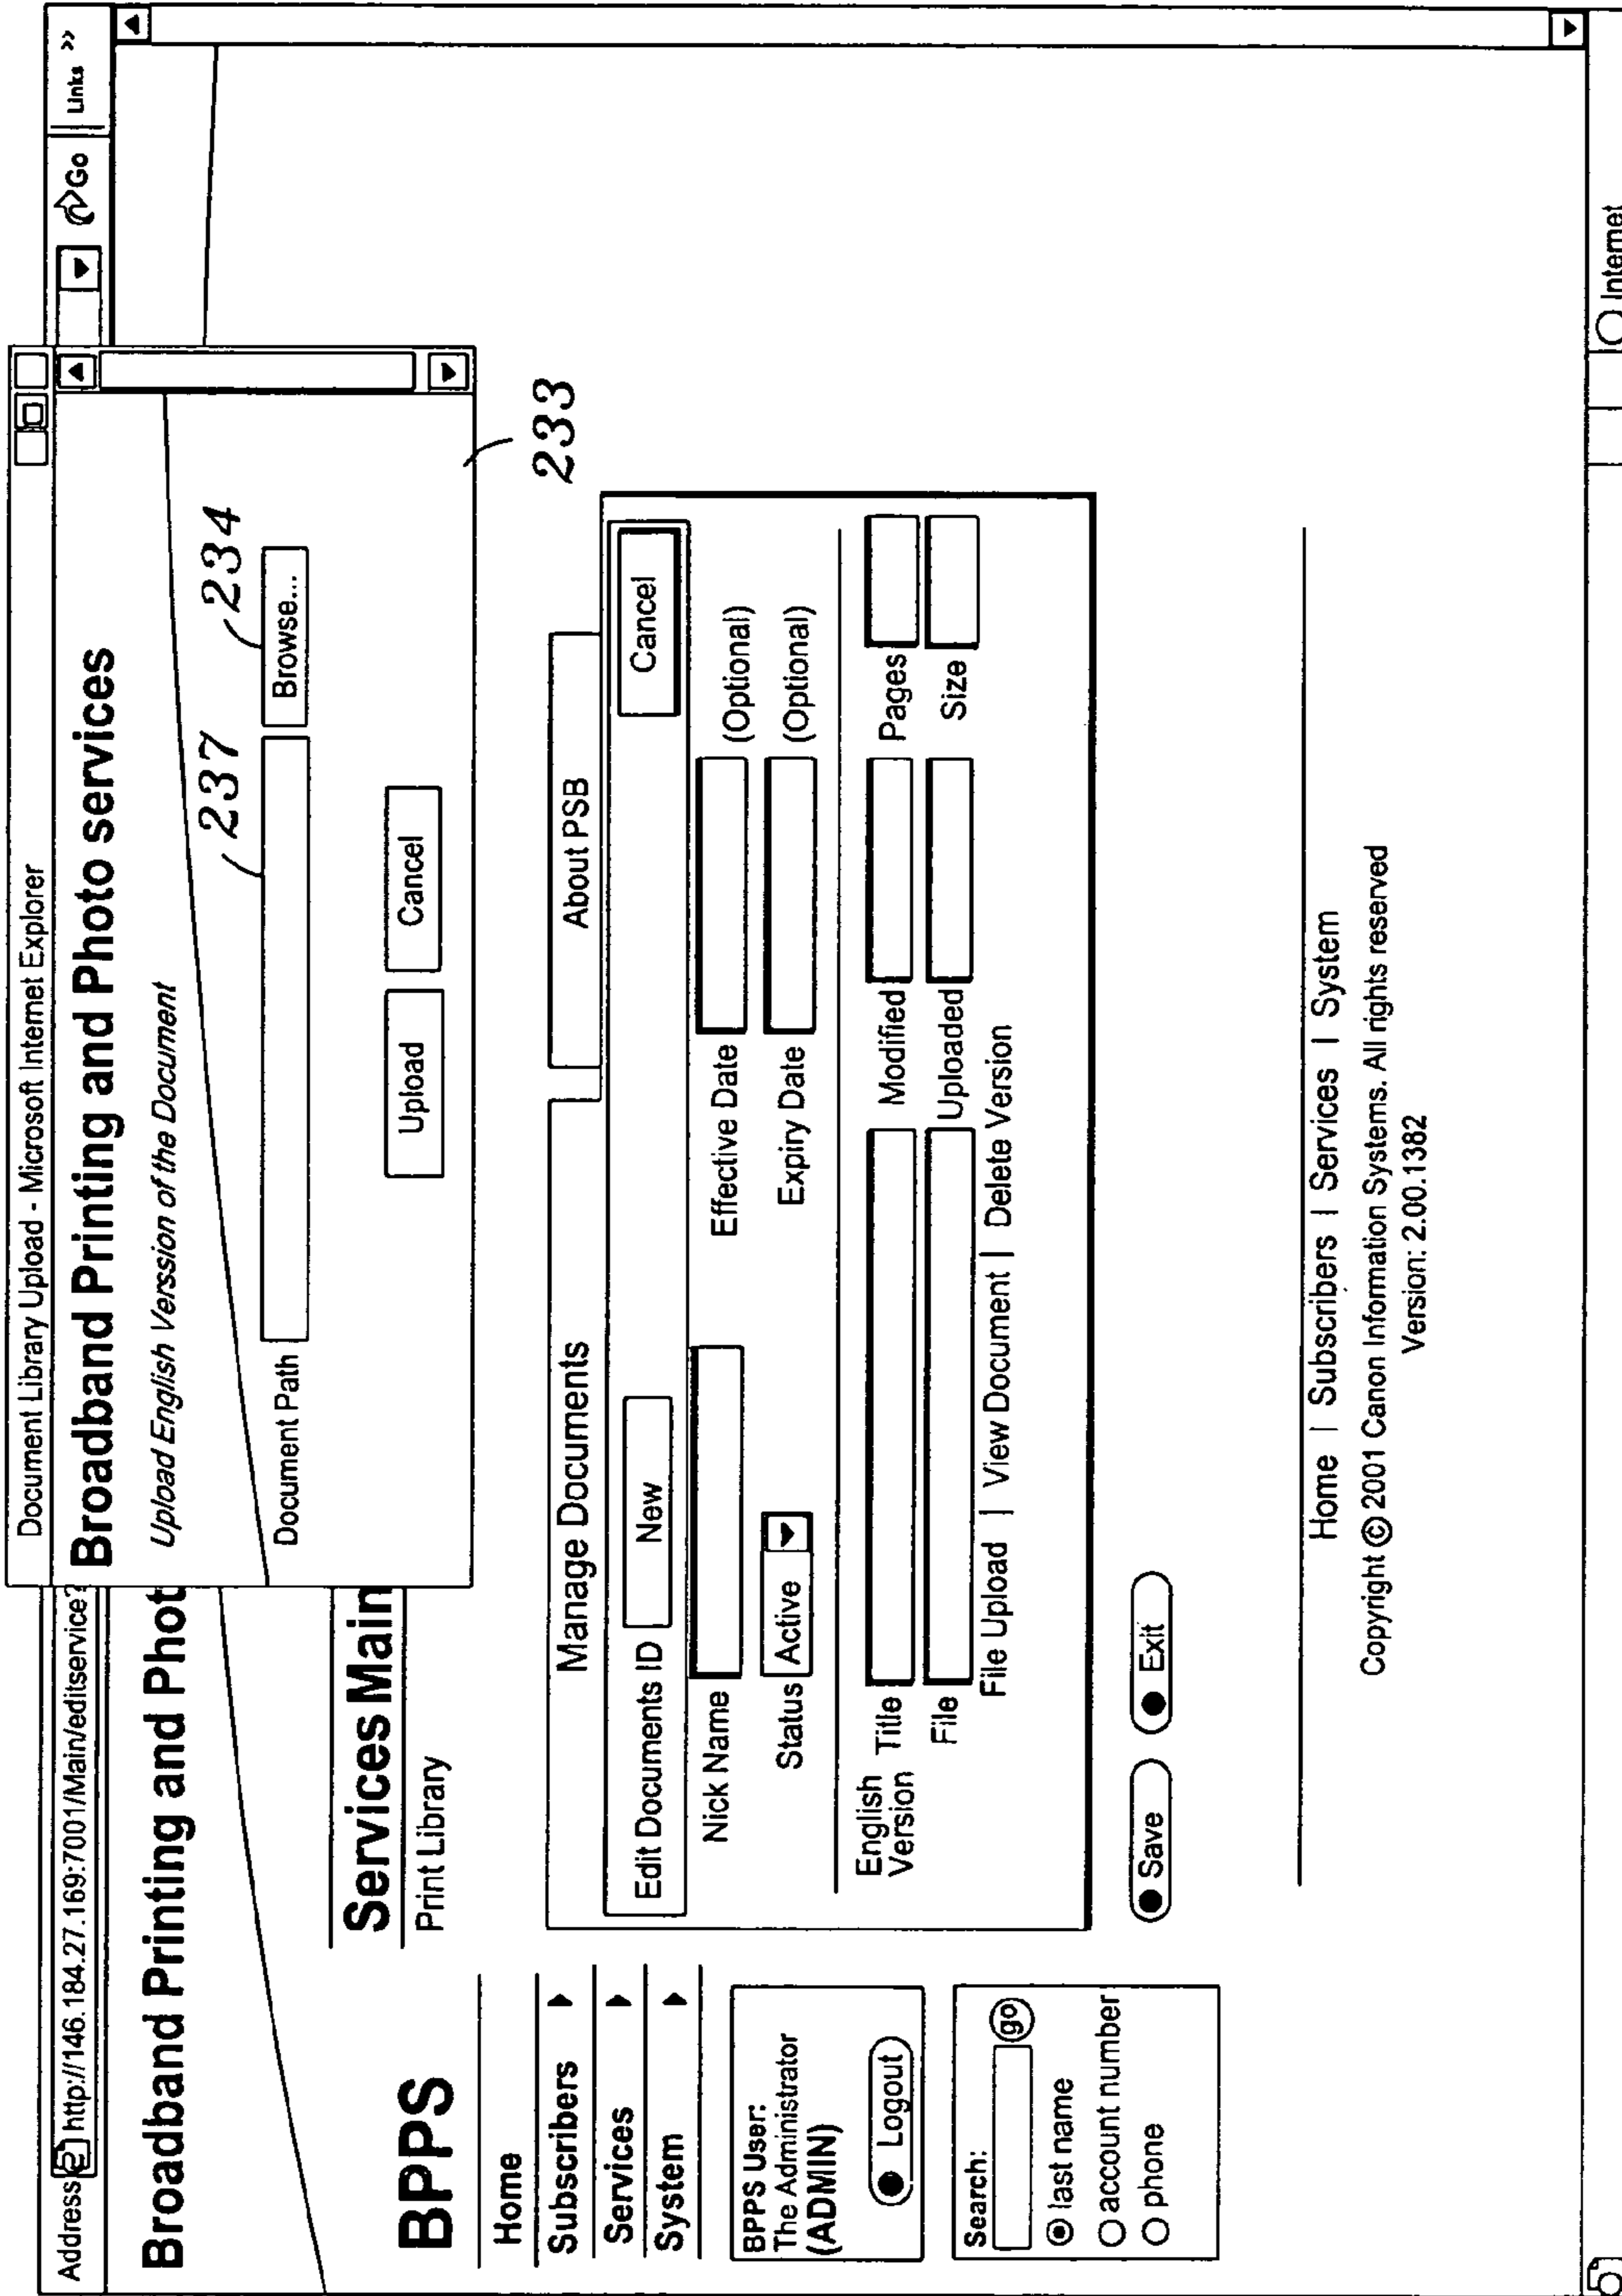 Document Library Upload - Microsoft Internet Explorer
Broadband Printing and Photo services
Upload English Verssion of the Document
237
234
Document Path
Browse...
Upload
Cancel
233
Address http://146.184.27.169:7001/Main/editservice?
Go
Links >>
Broadband Printing and Phot
Services Main
Print Library
BPPS
Home
Subscribers
Services
System
BPPS User:
The Administrator
(ADMIN)
Logout
Search:
go
last name
account number
phone
Manage Documents
About PSB
Edit Documents ID
New
Cancel
Nick Name
Effective Date
(Optional)
Status
Active
Expiry Date
(Optional)
English
Version
Title
Modified
Pages
File
Uploaded
Size
File Upload | View Document | Delete Version
Save
Exit
Home | Subscribers | Services | System
Copyright © 2001 Canon Information Systems. All rights reserved
Version: 2.00.1382
Internet